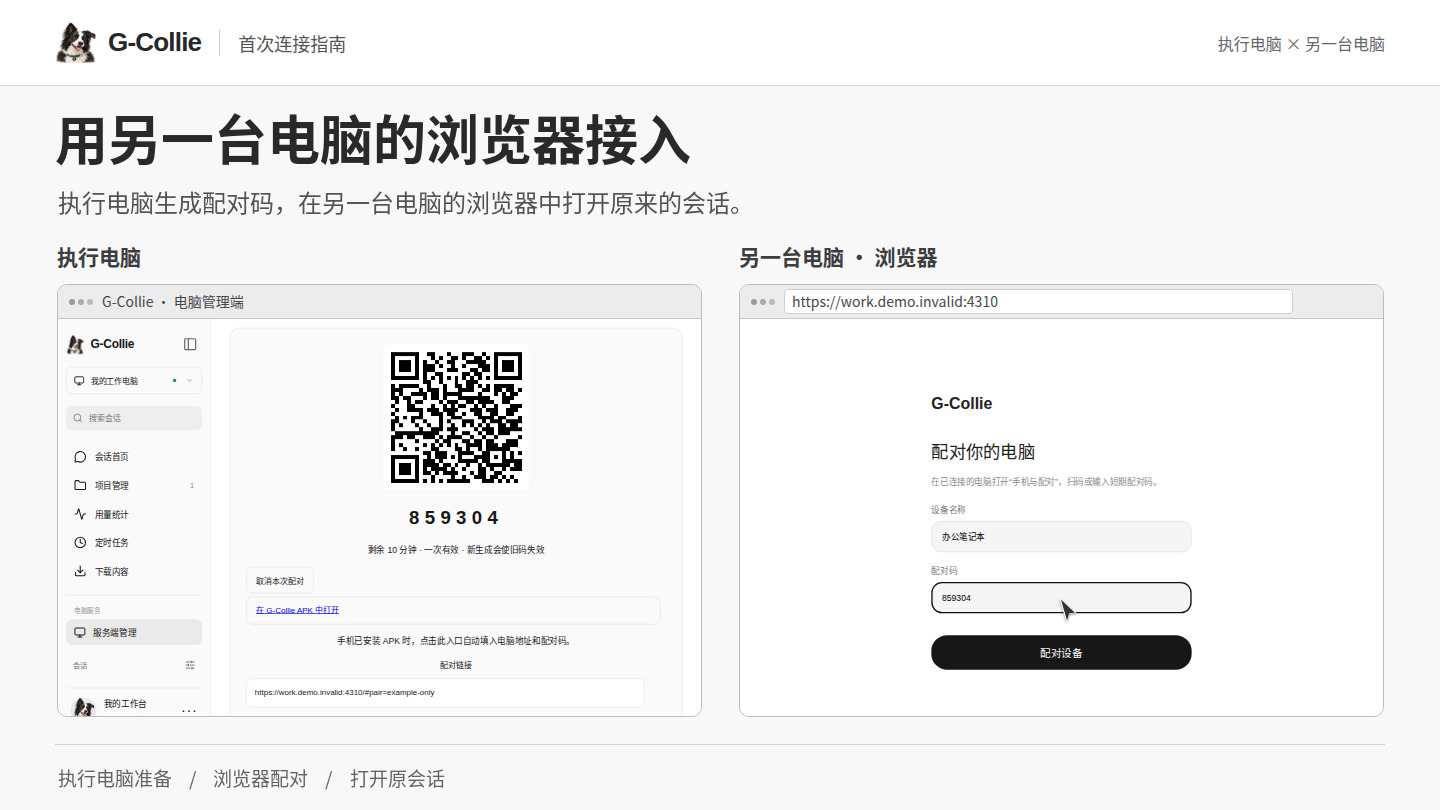 G-Collie
首次连接指南
执行电脑 × 另一台电脑
用另一台电脑的浏览器接入
执行电脑生成配对码，在另一台电脑的浏览器中打开原来的会话。
执行电脑
G-Collie · 电脑管理端
G-Collie
我的工作电脑
搜索会话
会话首页
项目管理 1
用量统计
定时任务
下载内容
电脑服务
服务端管理
会话
我的工作台
...
859304
剩余 10 分钟 · 一次有效 · 新生成会使旧码失效
取消本次配对
在 G-Collie APK 中打开
手机已安装 APK 时，点击此入口自动填入电脑地址和配对码。
配对链接
https://work.demo.invalid:4310/#pair=example-only
另一台电脑 · 浏览器
https://work.demo.invalid:4310
G-Collie
配对你的电脑
在已连接的电脑打开“手机与配对”，扫码或输入短期配对码。
设备名称
办公笔记本
配对码
859304
配对设备
执行电脑准备 / 浏览器配对 / 打开原会话